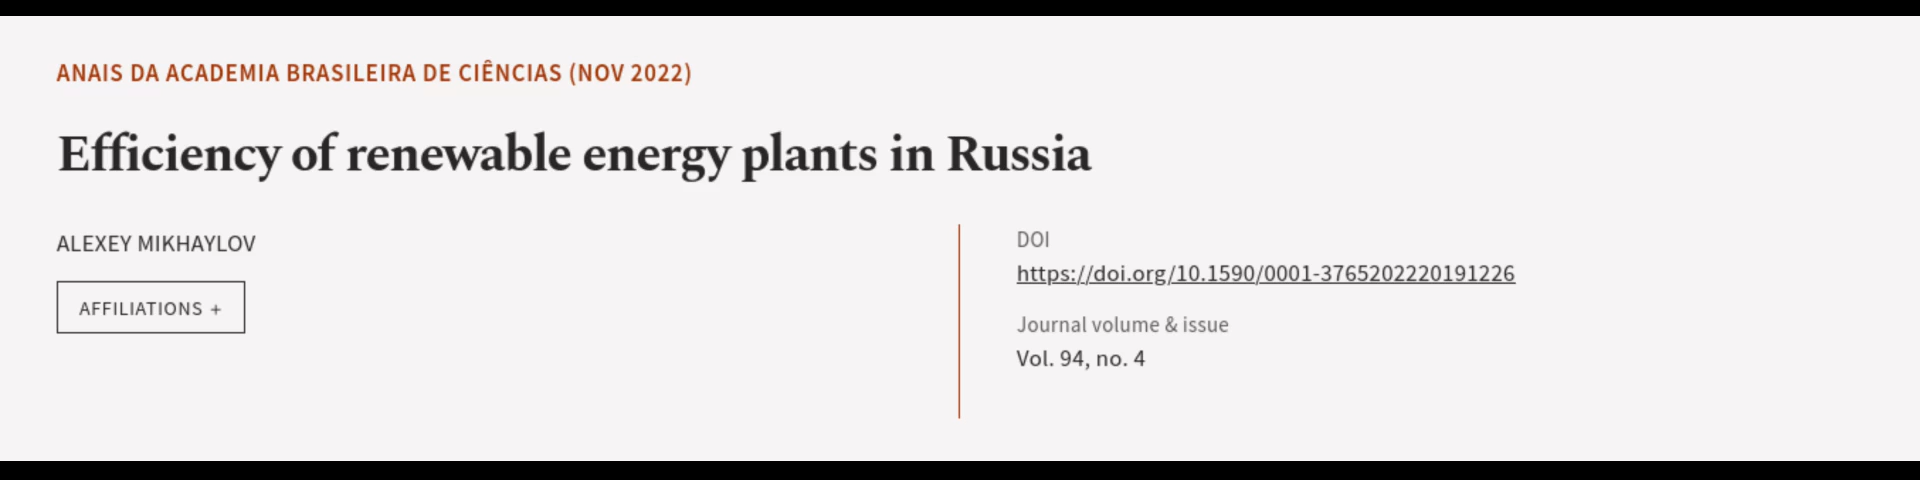 ANAIS DA ACADEMIA BRASILEIRA DE CIÊNCIAS (NOV 2022)
Efficiency of renewable energy plants in Russia
ALEXEY MIKHAYLOV
AFFILIATIONS +
DOI
https://doi.org/10.1590/0001-3765202220191226
Journal volume & issue
Vol. 94, no. 4